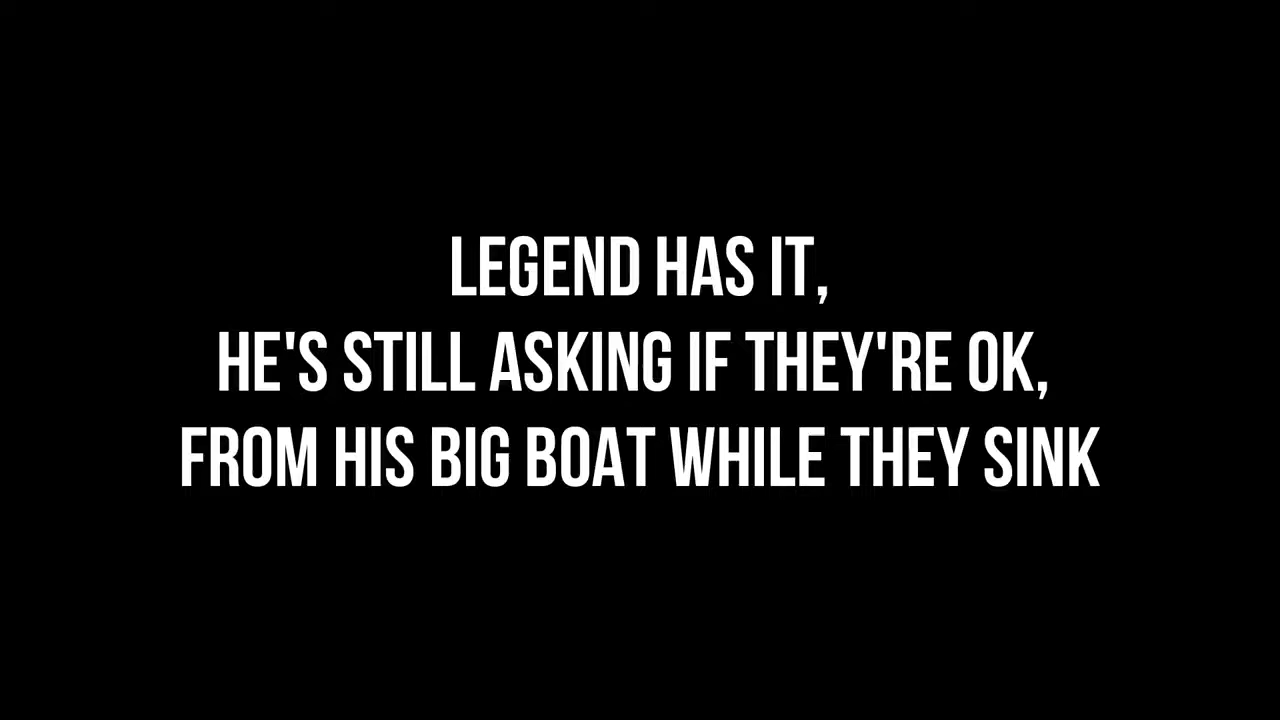 LEGEND HAS IT,
HE'S STILL ASKING IF THEY'RE OK,
FROM HIS BIG BOAT WHILE THEY SINK